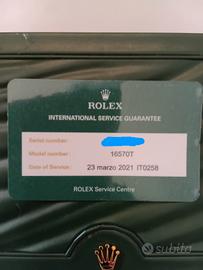 ROLEX
INTERNATIONAL SERVICE GUARANTEE
Serial number:
Model number: 16570T
Date of Service: 23 marzo 2021 IT0258
ROLEX Service Centre
subito